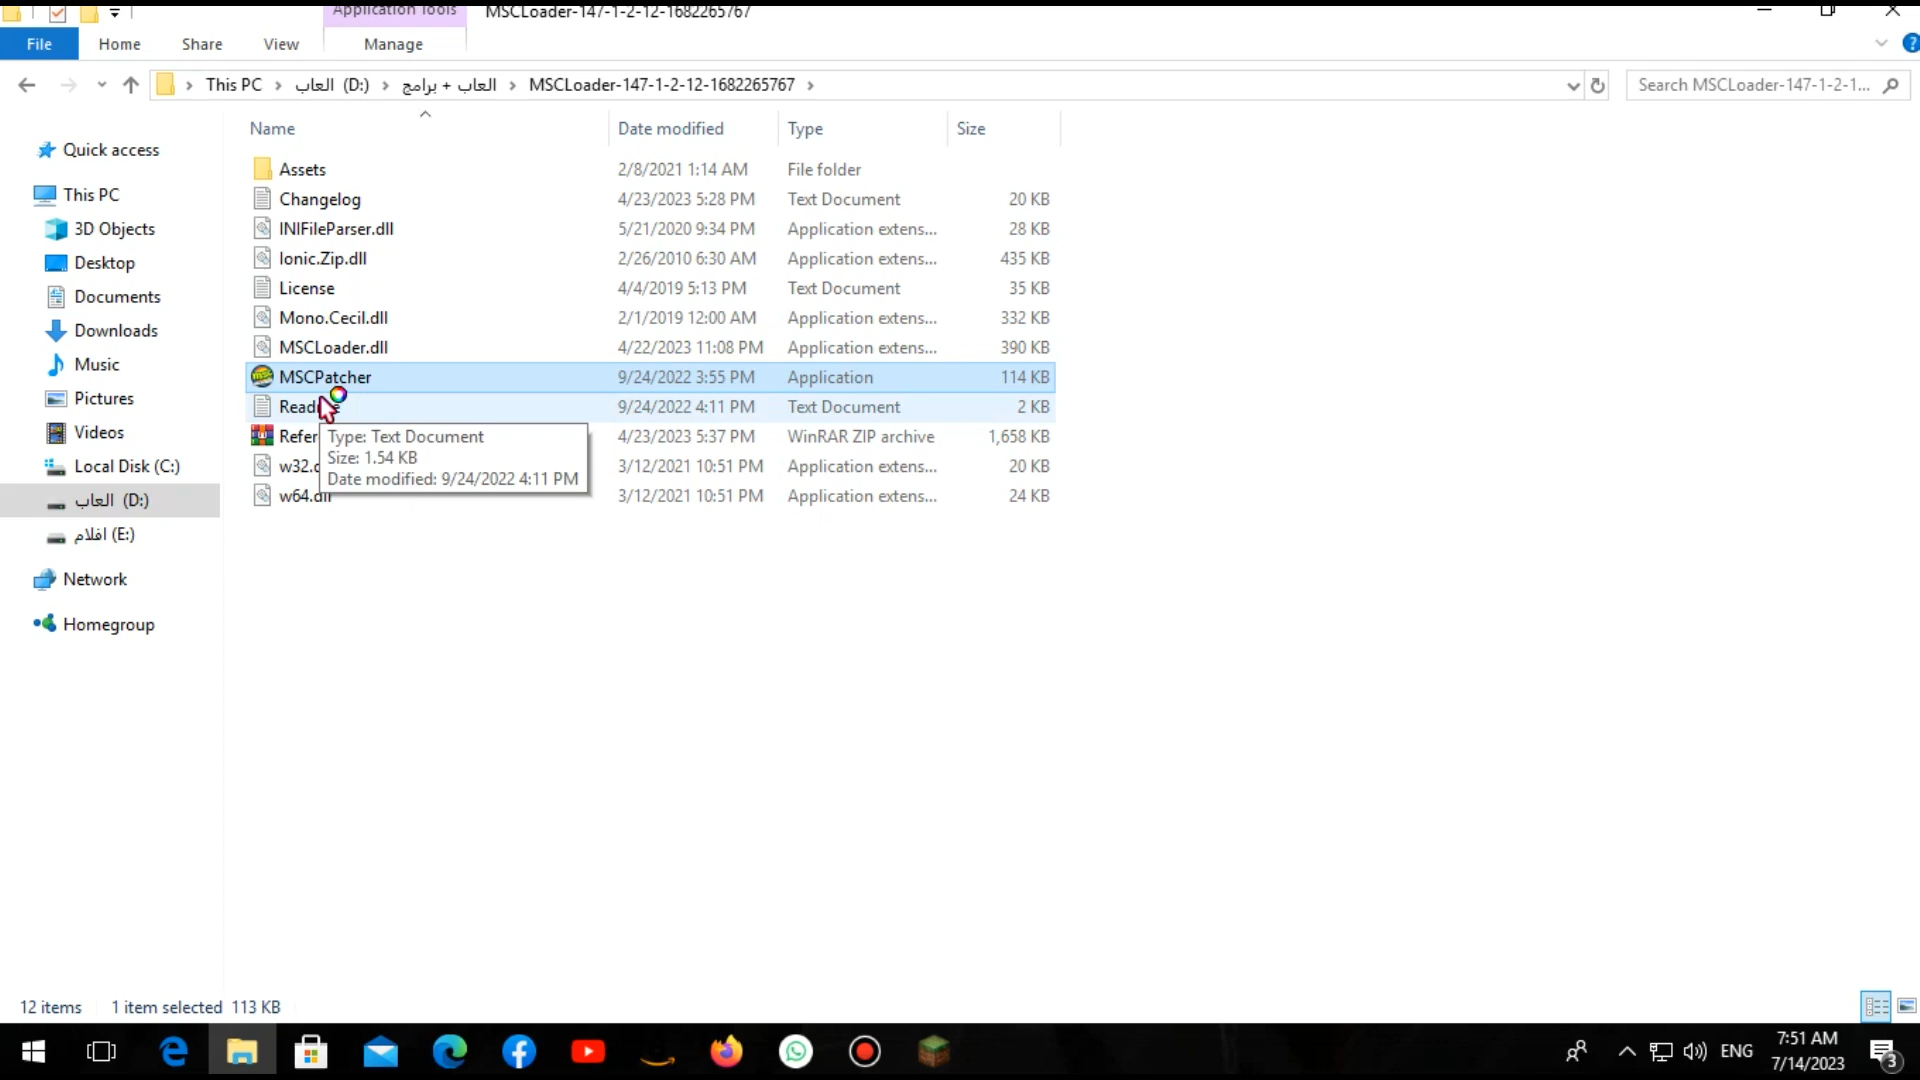 Application Tools
MSCLoader-147-1-2-12-1682265767
File
Home
Share
View
Manage
This PC
العاب (D:)
العاب + برامج
MSCLoader-147-1-2-12-1682265767
Search MSCLoader-147-1-2-1...
Name
Date modified
Type
Size
Quick access
This PC
3D Objects
Desktop
Documents
Downloads
Music
Pictures
Videos
Local Disk (C:)
العاب (D:)
افلام (E:)
Network
Homegroup
Assets 2/8/2021 1:14 AM File folder
Changelog 4/23/2023 5:28 PM Text Document 20 KB
INIFileParser.dll 5/21/2020 9:34 PM Application extens... 28 KB
Ionic.Zip.dll 2/26/2010 6:30 AM Application extens... 435 KB
License 4/4/2019 5:13 PM Text Document 35 KB
Mono.Cecil.dll 2/1/2019 12:00 AM Application extens... 332 KB
MSCLoader.dll 4/22/2023 11:08 PM Application extens... 390 KB
MSCPatcher 9/24/2022 3:55 PM Application 114 KB
Readme 9/24/2022 4:11 PM Text Document 2 KB
Refer 4/23/2023 5:37 PM WinRAR ZIP archive 1,658 KB
w32.d 3/12/2021 10:51 PM Application extens... 20 KB
w64.dll 3/12/2021 10:51 PM Application extens... 24 KB
Type: Text Document
Size: 1.54 KB
Date modified: 9/24/2022 4:11 PM
12 items
1 item selected 113 KB
ENG
7:51 AM
7/14/2023
3